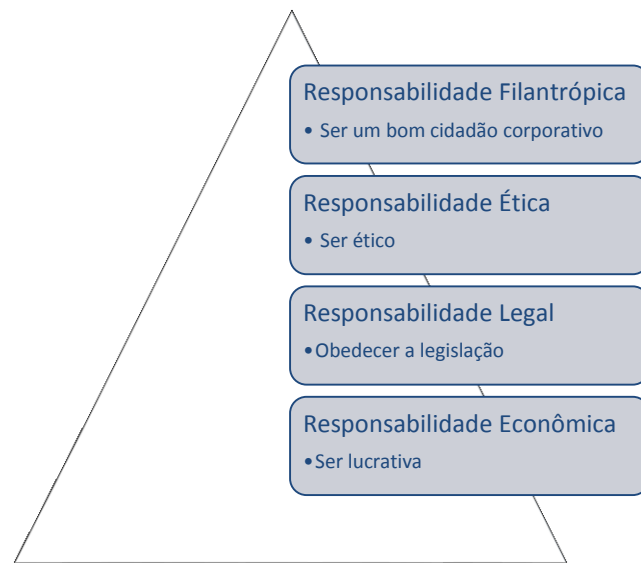 Responsabilidade Filantrópica
• Ser um bom cidadão corporativo
Responsabilidade Ética
• Ser ético
Responsabilidade Legal
•Obedecer a legislação
Responsabilidade Econômica
•Ser lucrativa